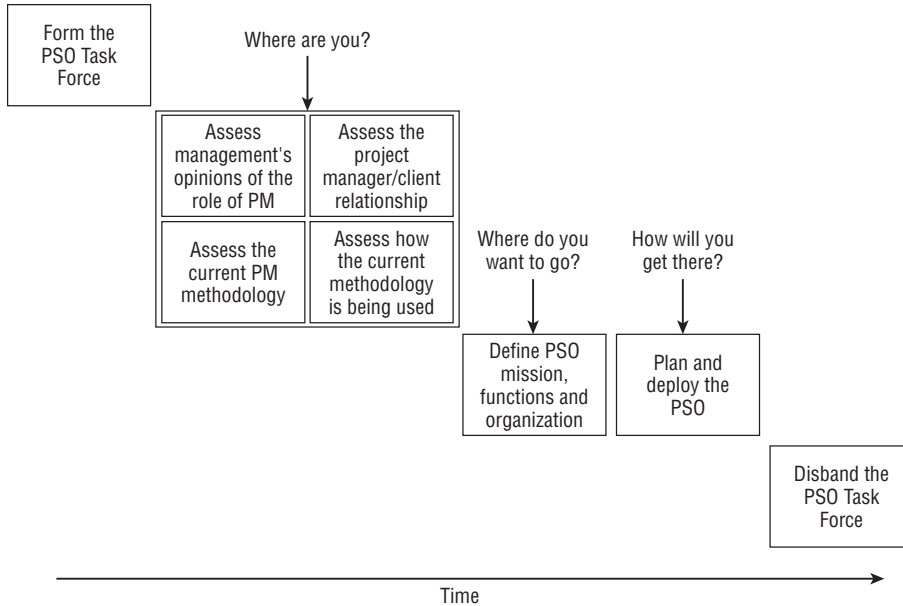 Form the
PSO Task
Force
Where are you?
Assess
management's
opinions of the
role of PM
Assess the
project
manager/client
relationship
Assess the
current PM
methodology
Assess how
the current
methodology
is being used
Where do you
want to go?
How will you
get there?
Define PSO
mission,
functions and
organization
Plan and
deploy the
PSO
Disband the
PSO Task
Force
Time